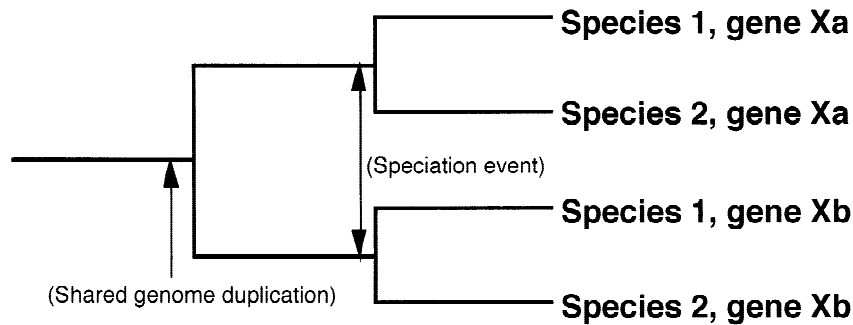 Species 1, gene Xa
Species 2, gene Xa
(Speciation event)
Species 1, gene Xb
(Shared genome duplication)
Species 2, gene Xb